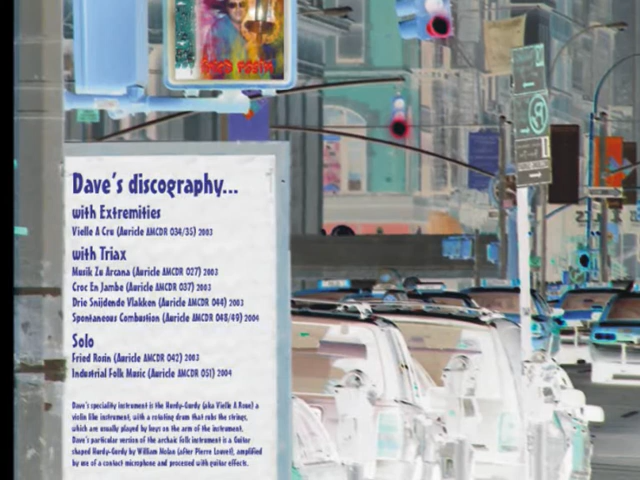 Dave's discography...
with Extremities
Vielle A Cru (Auricle AMCDR 034/35) 2003
with Triax
Musik Zu Arcana (Auricle AMCDR 027) 2003
Croc En Jambe (Auricle AMCDR 037) 2003
Drie Snijdende Vlakken (Auricle AMCDR 044) 2003
Spontaneous Combustion (Auricle AMCDR 048/49) 2004
Solo
Fried Rosin (Auricle AMCDR 042) 2003
Industrial Folk Music (Auricle AMCDR 051) 2004
Dave's speciality instrument is the Hurdy-Gurdy (aka Vielle A Roue) a
violin like instrument, with a rotating drum that rubs the strings,
which are usually played by keys on the arm of the instrument.
Dave's particular version of the archaic folk instrument is a Guitar
shaped Hurdy-Gurdy by William Nolan (after Pierre Louvet), amplified
by use of a contact microphone and processed with guitar effects.